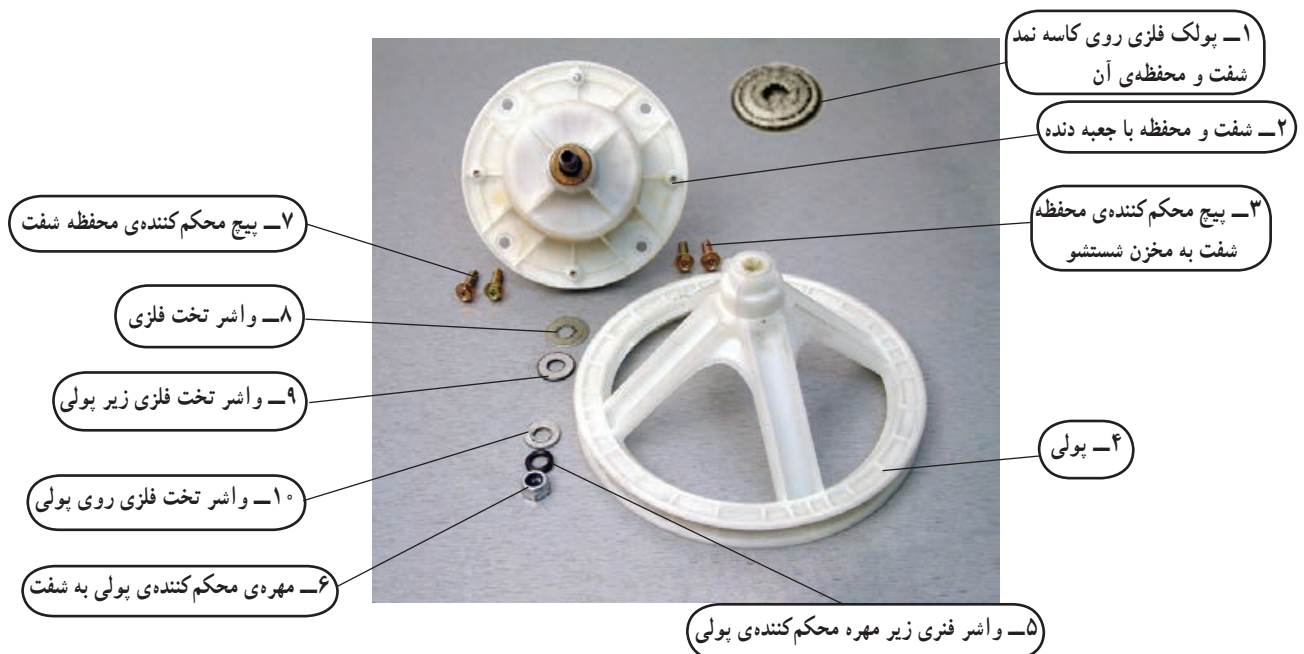 ۱ــ پولک فلزی روی کاسه نمد
شفت و محفظه‌ی آن
۲ــ شفت و محفظه با جعبه دنده
۳ــ پیچ محکم‌کننده‌ی محفظه
شفت به مخزن شستشو
۴ــ پولی
۵ــ واشر فنری زیر مهره محکم‌کننده‌ی پولی
۶ــ مهره‌ی محکم‌کننده‌ی پولی به شفت
۷ــ پیچ محکم‌کننده‌ی محفظه شفت
۸ــ واشر تخت فلزی
۹ــ واشر تخت فلزی زیر پولی
۱۰ــ واشر تخت فلزی روی پولی